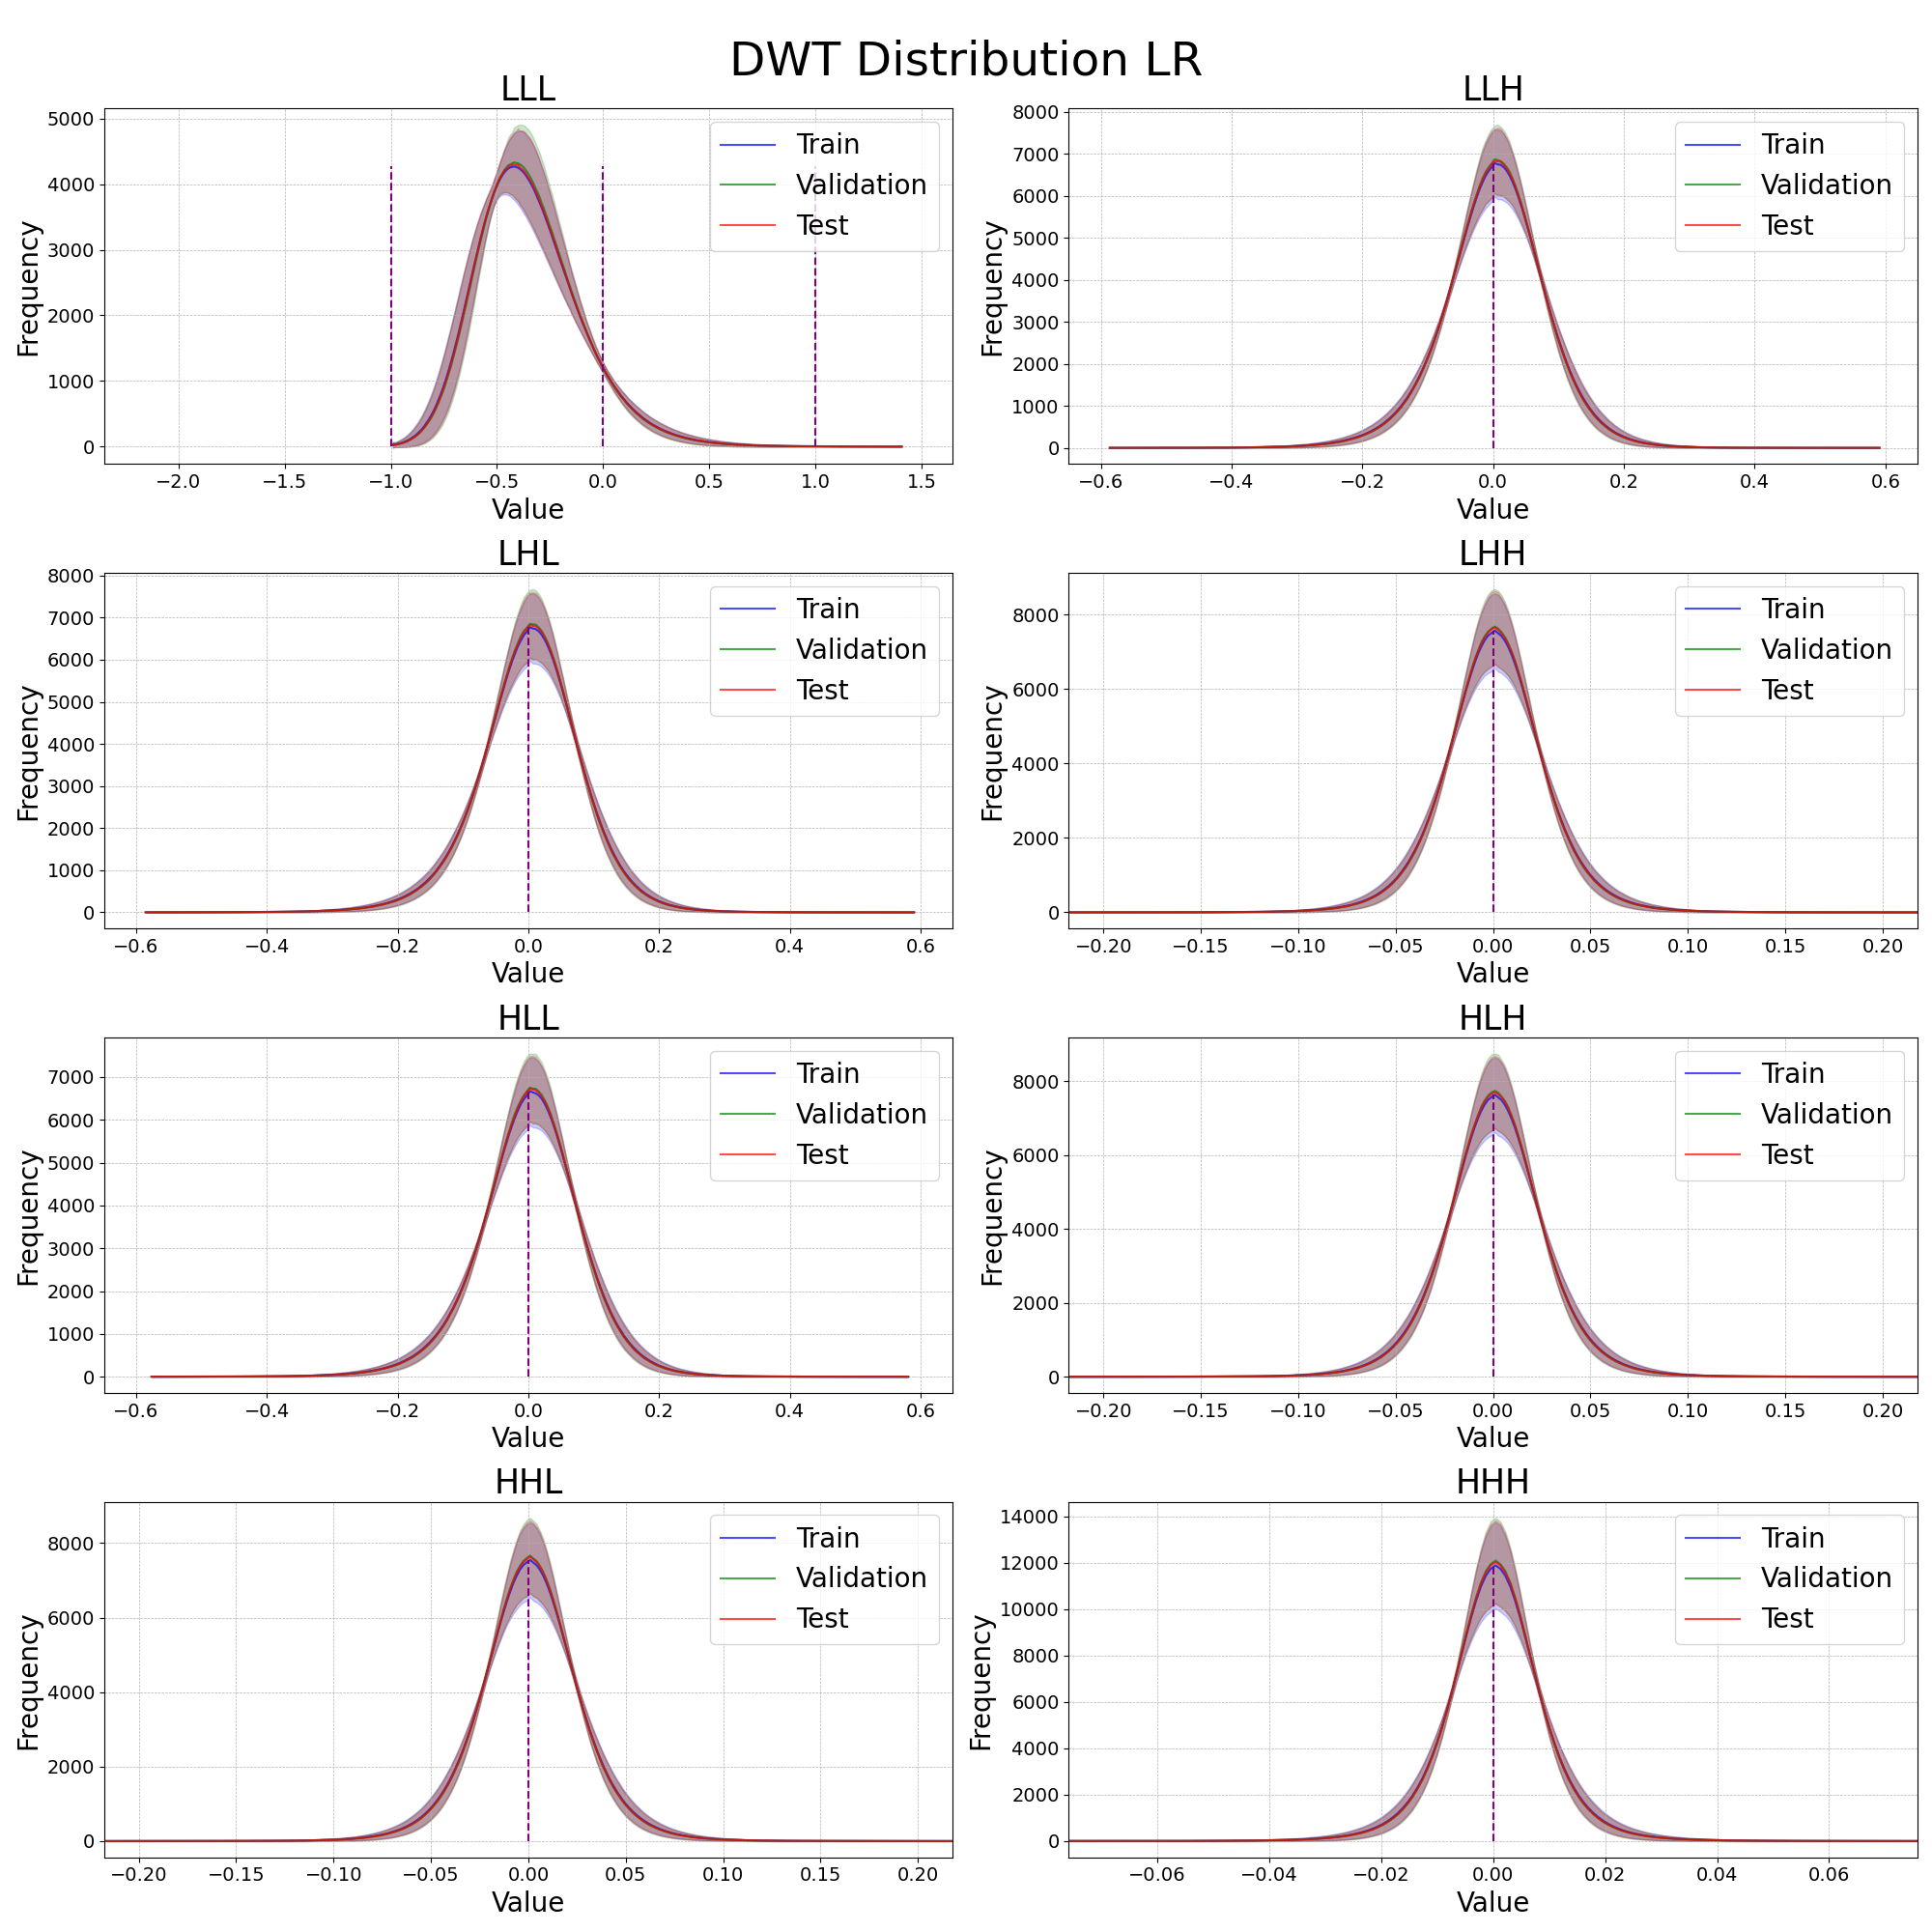 DWT Distribution LR
LLL
5000
4000
3000
2000
1000
0
Frequency
−2.0 −1.5 −1.0 −0.5 0.0 0.5 1.0 1.5
Value
Train
Validation
Test
LLH
8000
7000
6000
5000
4000
3000
2000
1000
0
Frequency
−0.6 −0.4 −0.2 0.0 0.2 0.4 0.6
Value
Train
Validation
Test
LHL
8000
7000
6000
5000
4000
3000
2000
1000
0
Frequency
−0.6 −0.4 −0.2 0.0 0.2 0.4 0.6
Value
Train
Validation
Test
LHH
8000
6000
4000
2000
0
Frequency
−0.20 −0.15 −0.10 −0.05 0.00 0.05 0.10 0.15 0.20
Value
Train
Validation
Test
HLL
7000
6000
5000
4000
3000
2000
1000
0
Frequency
−0.6 −0.4 −0.2 0.0 0.2 0.4 0.6
Value
Train
Validation
Test
HLH
8000
6000
4000
2000
0
Frequency
−0.20 −0.15 −0.10 −0.05 0.00 0.05 0.10 0.15 0.20
Value
Train
Validation
Test
HHL
8000
6000
4000
2000
0
Frequency
−0.20 −0.15 −0.10 −0.05 0.00 0.05 0.10 0.15 0.20
Value
Train
Validation
Test
HHH
14000
12000
10000
8000
6000
4000
2000
0
Frequency
−0.06 −0.04 −0.02 0.00 0.02 0.04 0.06
Value
Train
Validation
Test